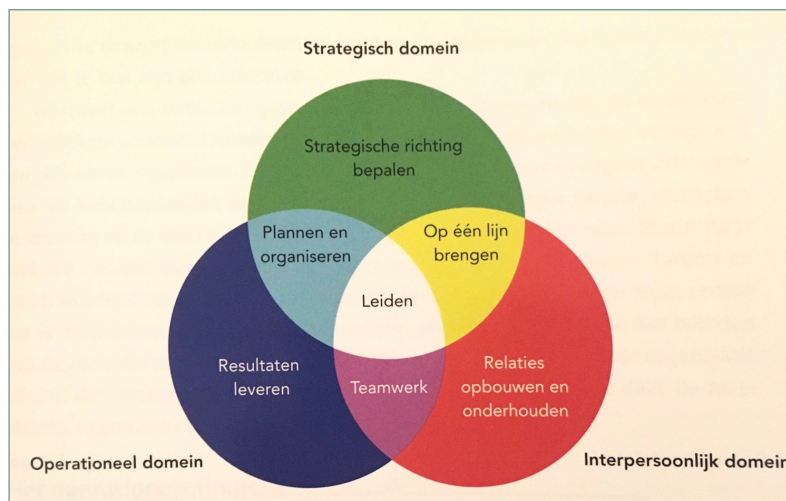 Strategisch domein
Strategische richting
bepalen
Plannen en
organiseren
Op één lijn
brengen
Leiden
Resultaten
leveren
Teamwerk
Relaties
opbouwen en
onderhouden
Operationeel domein
Interpersoonlijk domein